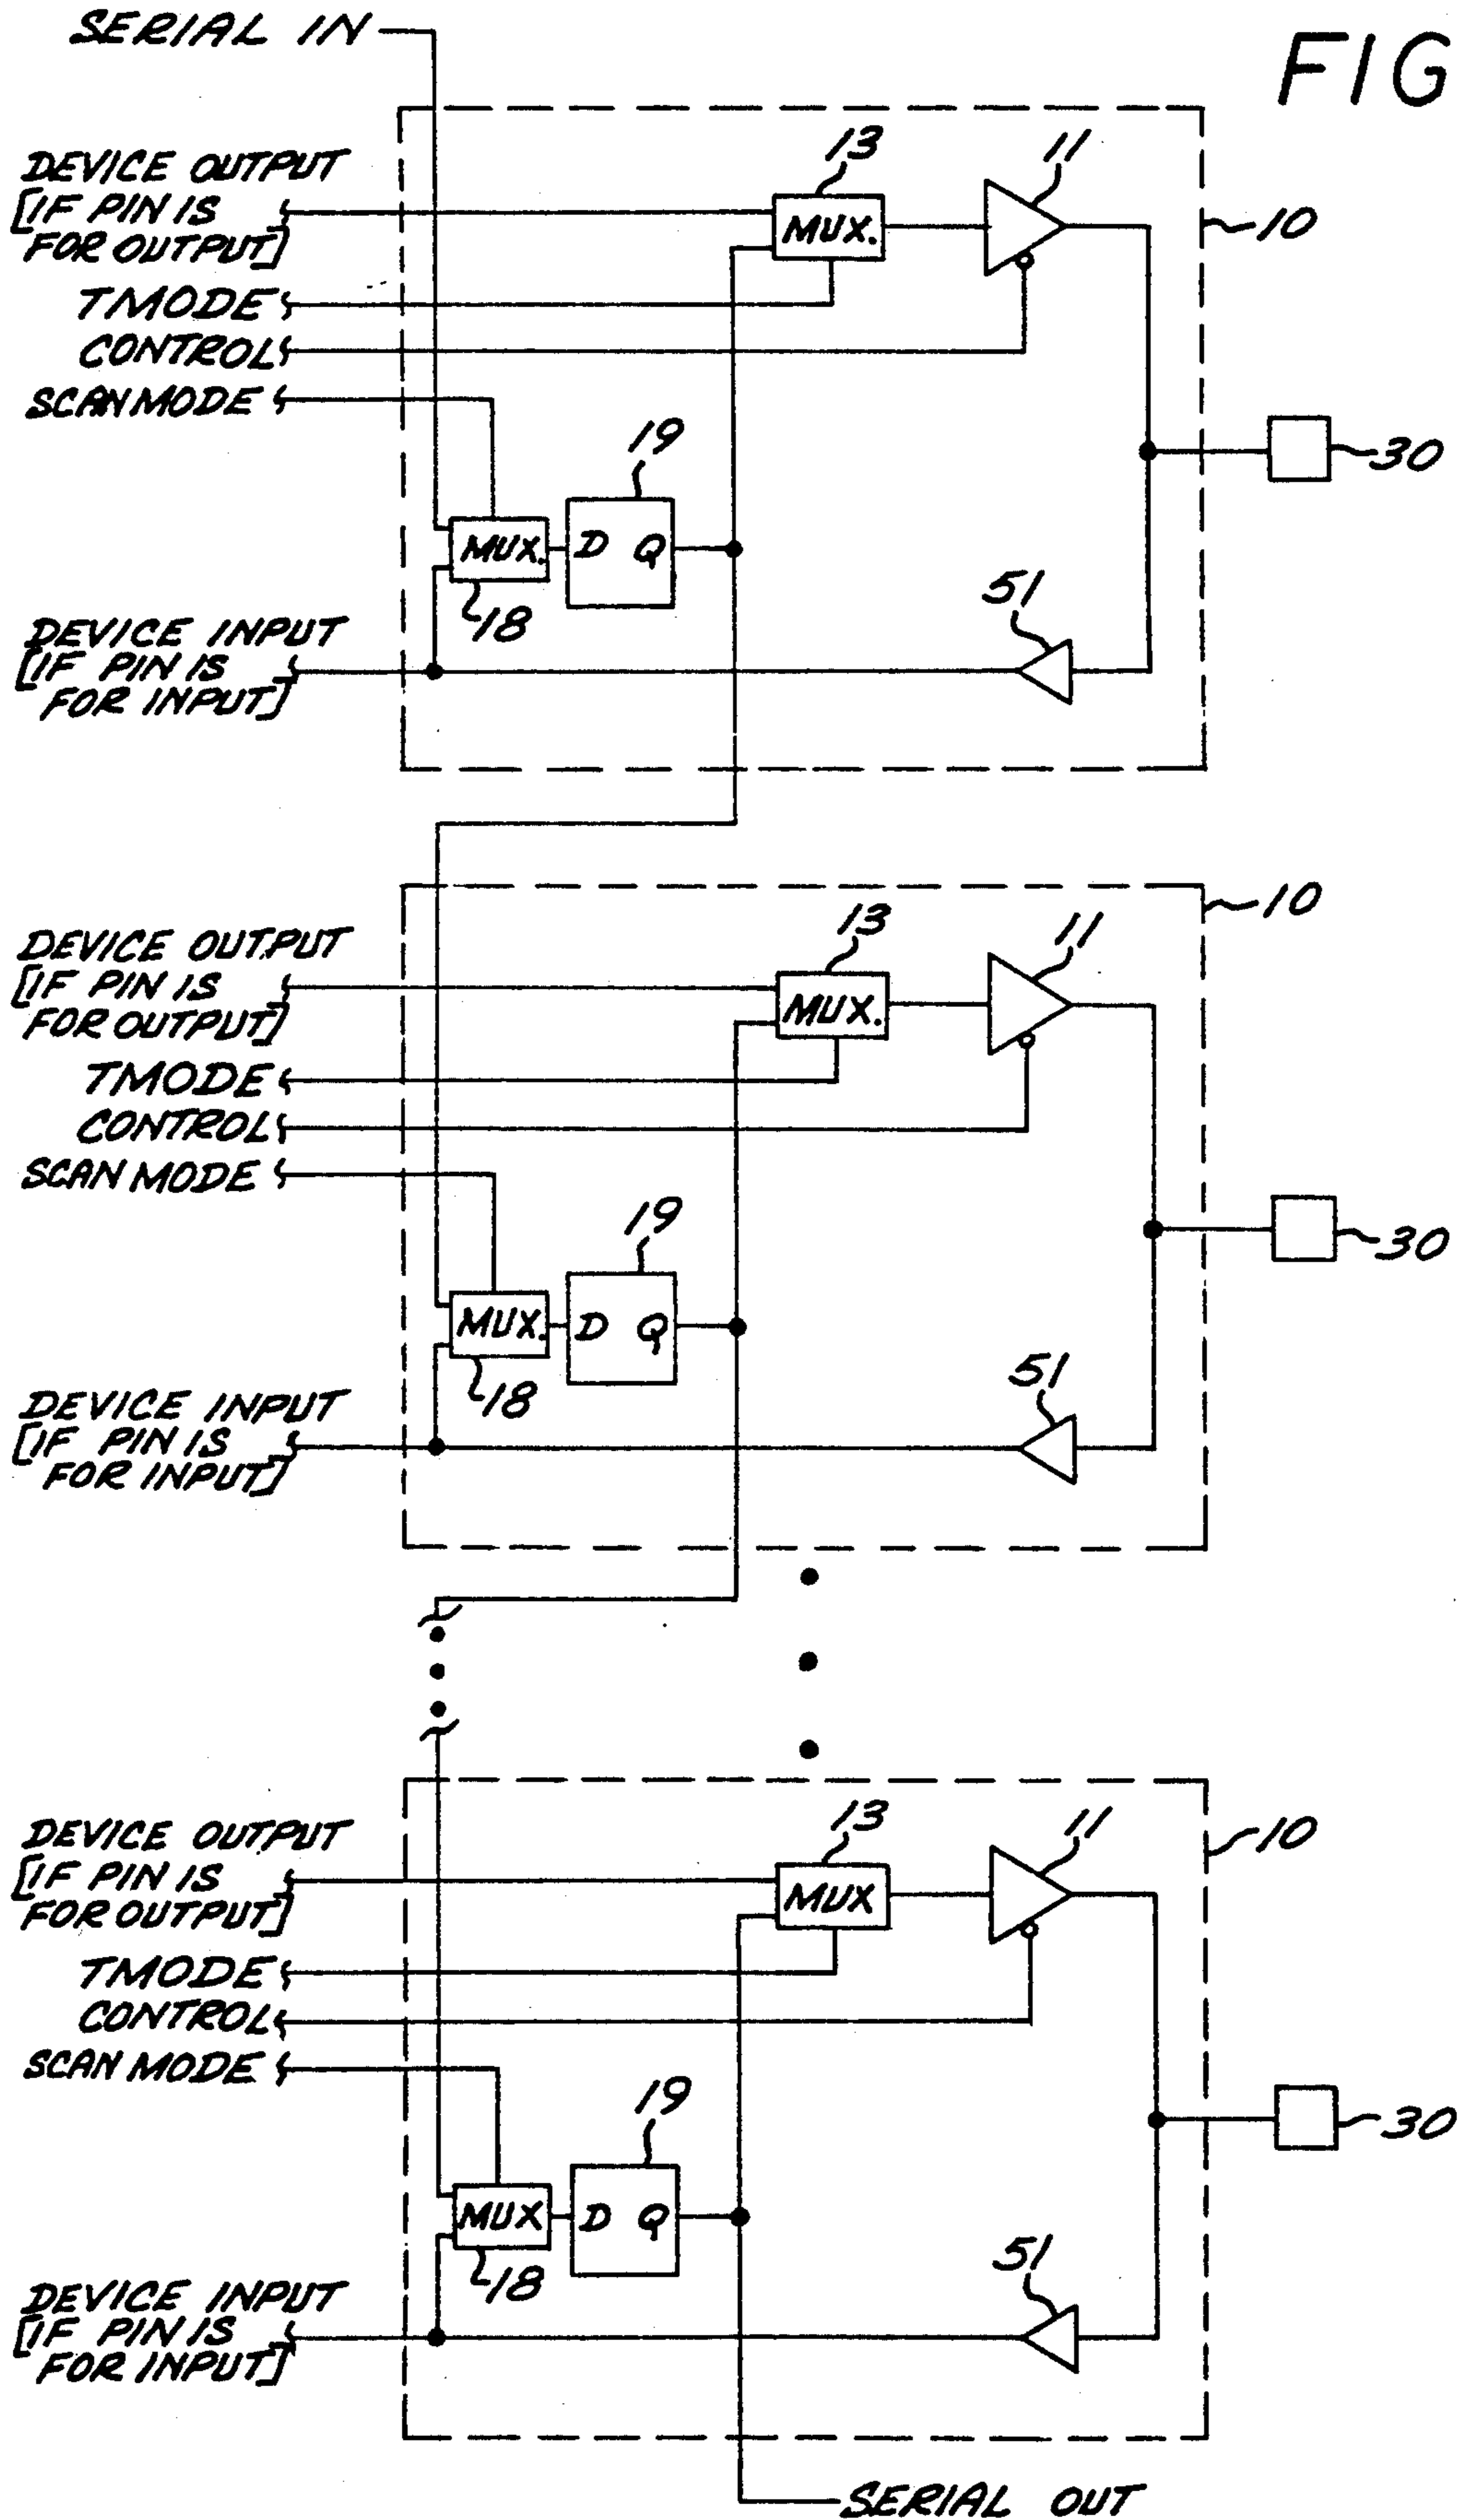 SERIAL IN
FIG
DEVICE OUTPUT
[IF PIN IS
FOR OUTPUT]
13
11
MUX.
10
TMODE
CONTROL
SCAN MODE
19
30
MUX.
D Q
18
51
DEVICE INPUT
[IF PIN IS
FOR INPUT]
10
DEVICE OUTPUT
[IF PIN IS
FOR OUTPUT]
13
11
MUX.
TMODE
CONTROL
SCAN MODE
19
30
MUX.
D Q
18
51
DEVICE INPUT
[IF PIN IS
FOR INPUT]
DEVICE OUTPUT
[IF PIN IS
FOR OUTPUT]
13
11
10
MUX
TMODE
CONTROL
SCAN MODE
19
30
MUX
D Q
18
51
DEVICE INPUT
[IF PIN IS
FOR INPUT]
SERIAL OUT